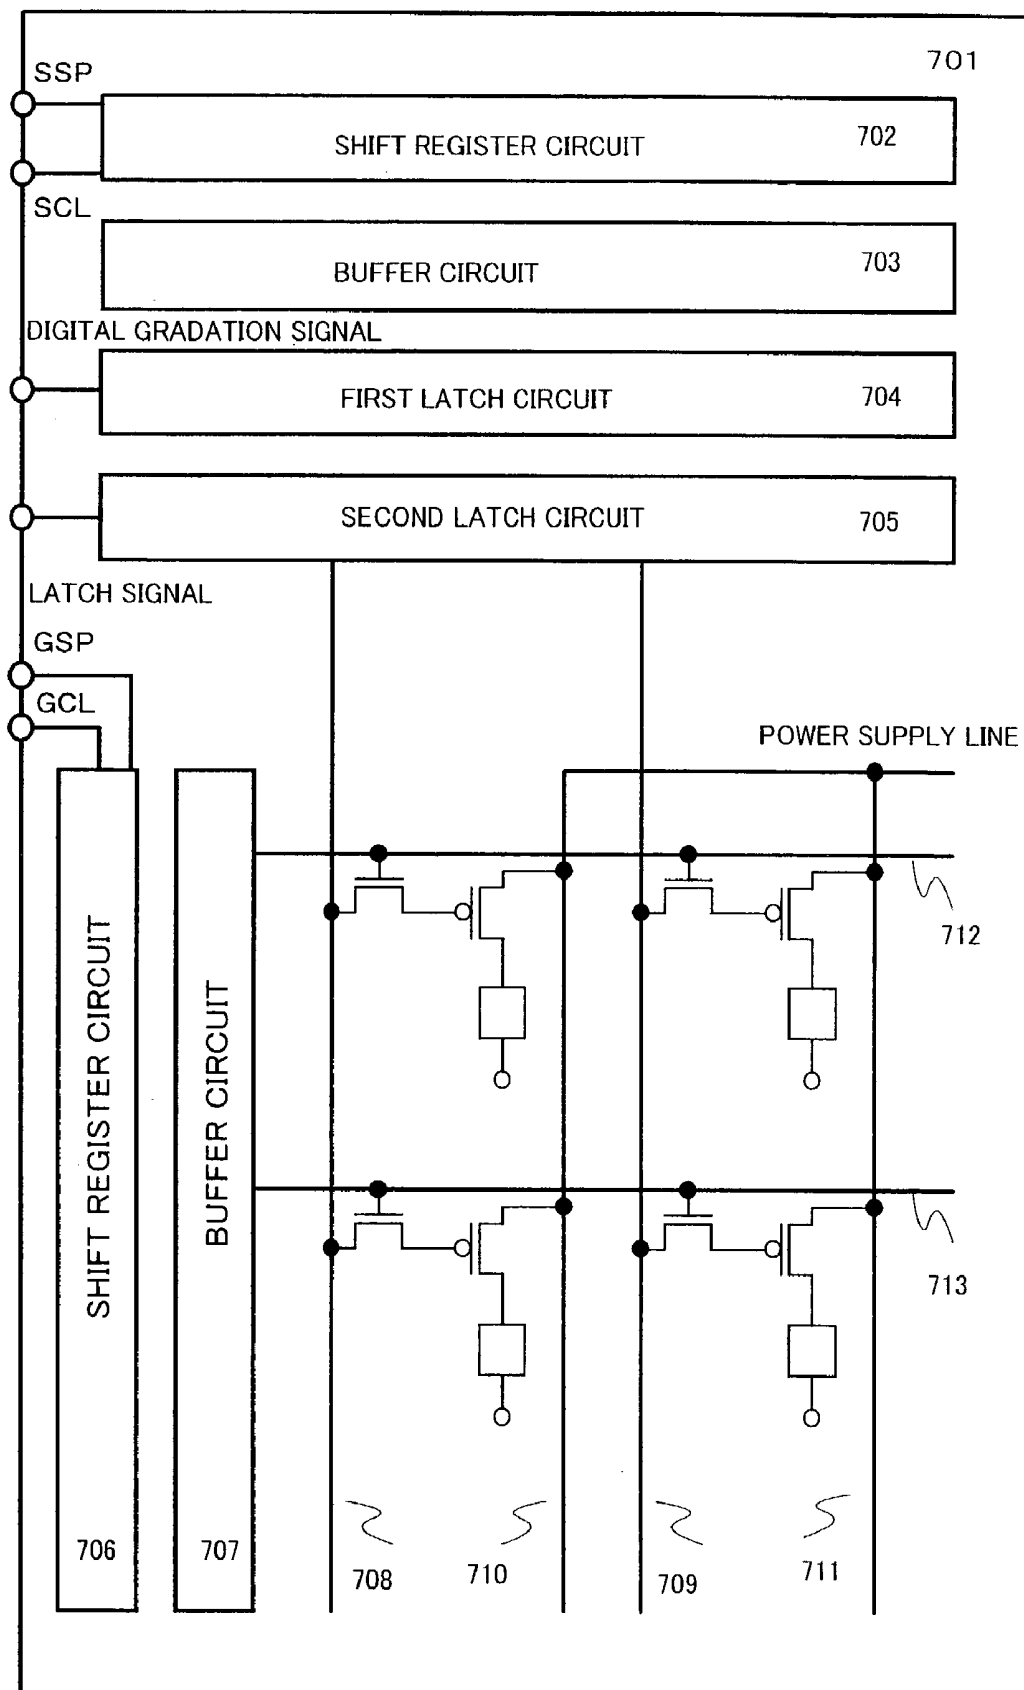 701
SSP
SHIFT REGISTER CIRCUIT 702
SCL
BUFFER CIRCUIT 703
DIGITAL GRADATION SIGNAL
FIRST LATCH CIRCUIT 704
SECOND LATCH CIRCUIT 705
LATCH SIGNAL
GSP
GCL
POWER SUPPLY LINE
712
SHIFT REGISTER CIRCUIT
BUFFER CIRCUIT
713
706
707
708
710
709
711